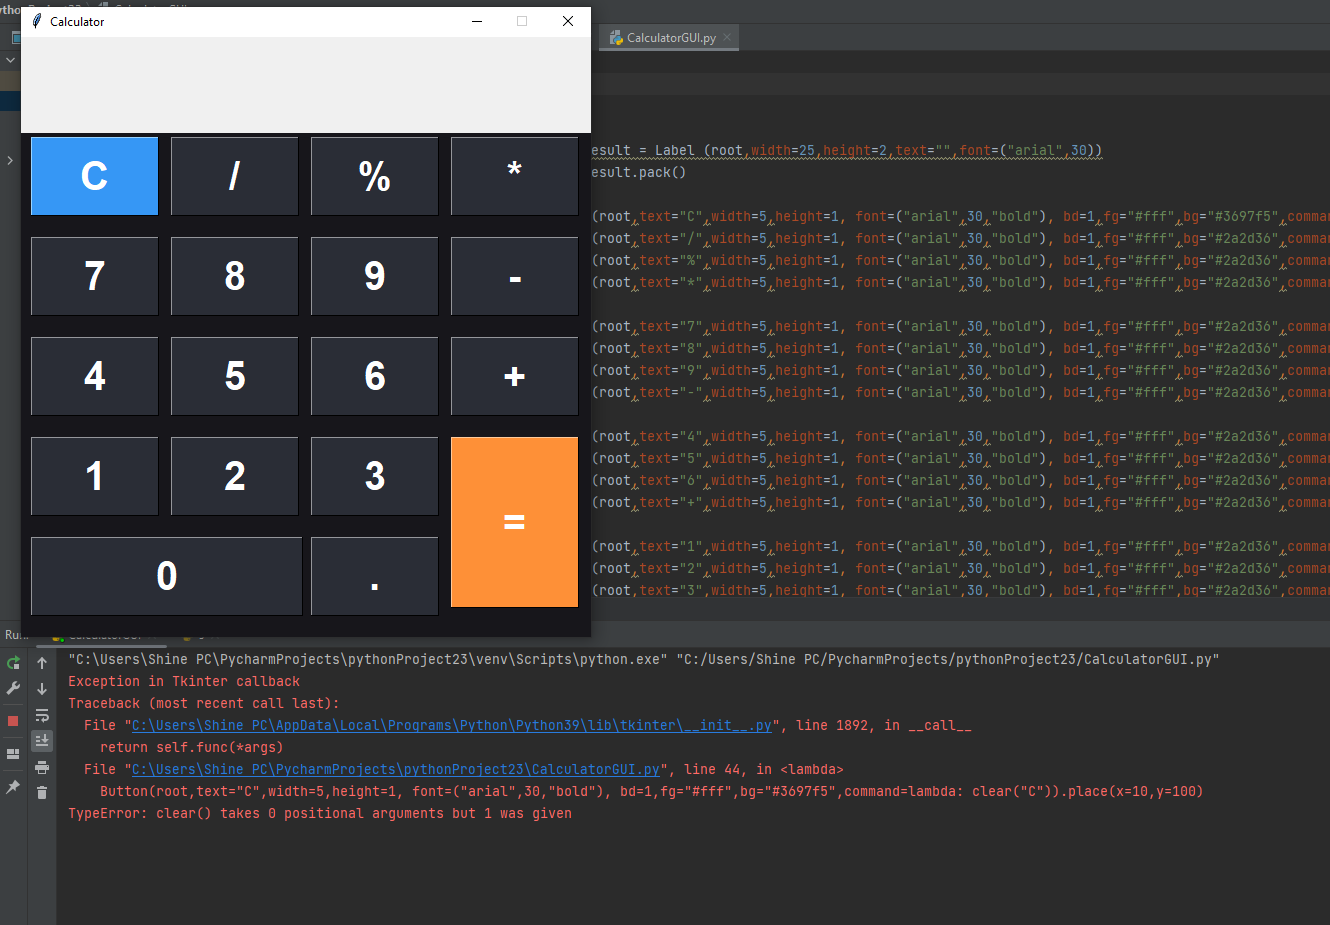 Calculator
CalculatorGUI.py
C
/
%
*
7
8
9
-
4
5
6
+
1
2
3
=
0
.
esult = Label (root,width=25,height=2,text="",font=("arial",30))
esult.pack()
(root,text="C",width=5,height=1, font=("arial",30,"bold"), bd=1,fg="#fff",bg="#3697f5",comma
(root,text="/",width=5,height=1, font=("arial",30,"bold"), bd=1,fg="#fff",bg="#2a2d36",comma
(root,text="%",width=5,height=1, font=("arial",30,"bold"), bd=1,fg="#fff",bg="#2a2d36",comma
(root,text="*",width=5,height=1, font=("arial",30,"bold"), bd=1,fg="#fff",bg="#2a2d36",comma
(root,text="7",width=5,height=1, font=("arial",30,"bold"), bd=1,fg="#fff",bg="#2a2d36",comma
(root,text="8",width=5,height=1, font=("arial",30,"bold"), bd=1,fg="#fff",bg="#2a2d36",comma
(root,text="9",width=5,height=1, font=("arial",30,"bold"), bd=1,fg="#fff",bg="#2a2d36",comma
(root,text="-",width=5,height=1, font=("arial",30,"bold"), bd=1,fg="#fff",bg="#2a2d36",comma
(root,text="4",width=5,height=1, font=("arial",30,"bold"), bd=1,fg="#fff",bg="#2a2d36",comma
(root,text="5",width=5,height=1, font=("arial",30,"bold"), bd=1,fg="#fff",bg="#2a2d36",comma
(root,text="6",width=5,height=1, font=("arial",30,"bold"), bd=1,fg="#fff",bg="#2a2d36",comma
(root,text="+",width=5,height=1, font=("arial",30,"bold"), bd=1,fg="#fff",bg="#2a2d36",comma
(root,text="1",width=5,height=1, font=("arial",30,"bold"), bd=1,fg="#fff",bg="#2a2d36",comma
(root,text="2",width=5,height=1, font=("arial",30,"bold"), bd=1,fg="#fff",bg="#2a2d36",comma
(root,text="3",width=5,height=1, font=("arial",30,"bold"), bd=1,fg="#fff",bg="#2a2d36",comma
Run
"C:\Users\Shine PC\PycharmProjects\pythonProject23\venv\Scripts\python.exe" "C:/Users/Shine PC/PycharmProjects/pythonProject23/CalculatorGUI.py"
Exception in Tkinter callback
Traceback (most recent call last):
File "C:\Users\Shine PC\AppData\Local\Programs\Python\Python39\lib\tkinter\__init__.py", line 1892, in __call__
return self.func(*args)
File "C:\Users\Shine PC\PycharmProjects\pythonProject23\CalculatorGUI.py", line 44, in <lambda>
Button(root,text="C",width=5,height=1, font=("arial",30,"bold"), bd=1,fg="#fff",bg="#3697f5",command=lambda: clear("C")).place(x=10,y=100)
TypeError: clear() takes 0 positional arguments but 1 was given